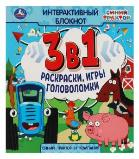 ИНТЕРАКТИВНЫЙ
БЛОКНОТ
СИНИЙ
ТРАКТОР
3в1
РАСКРАСКИ, ИГРЫ
ГОЛОВОЛОМКИ